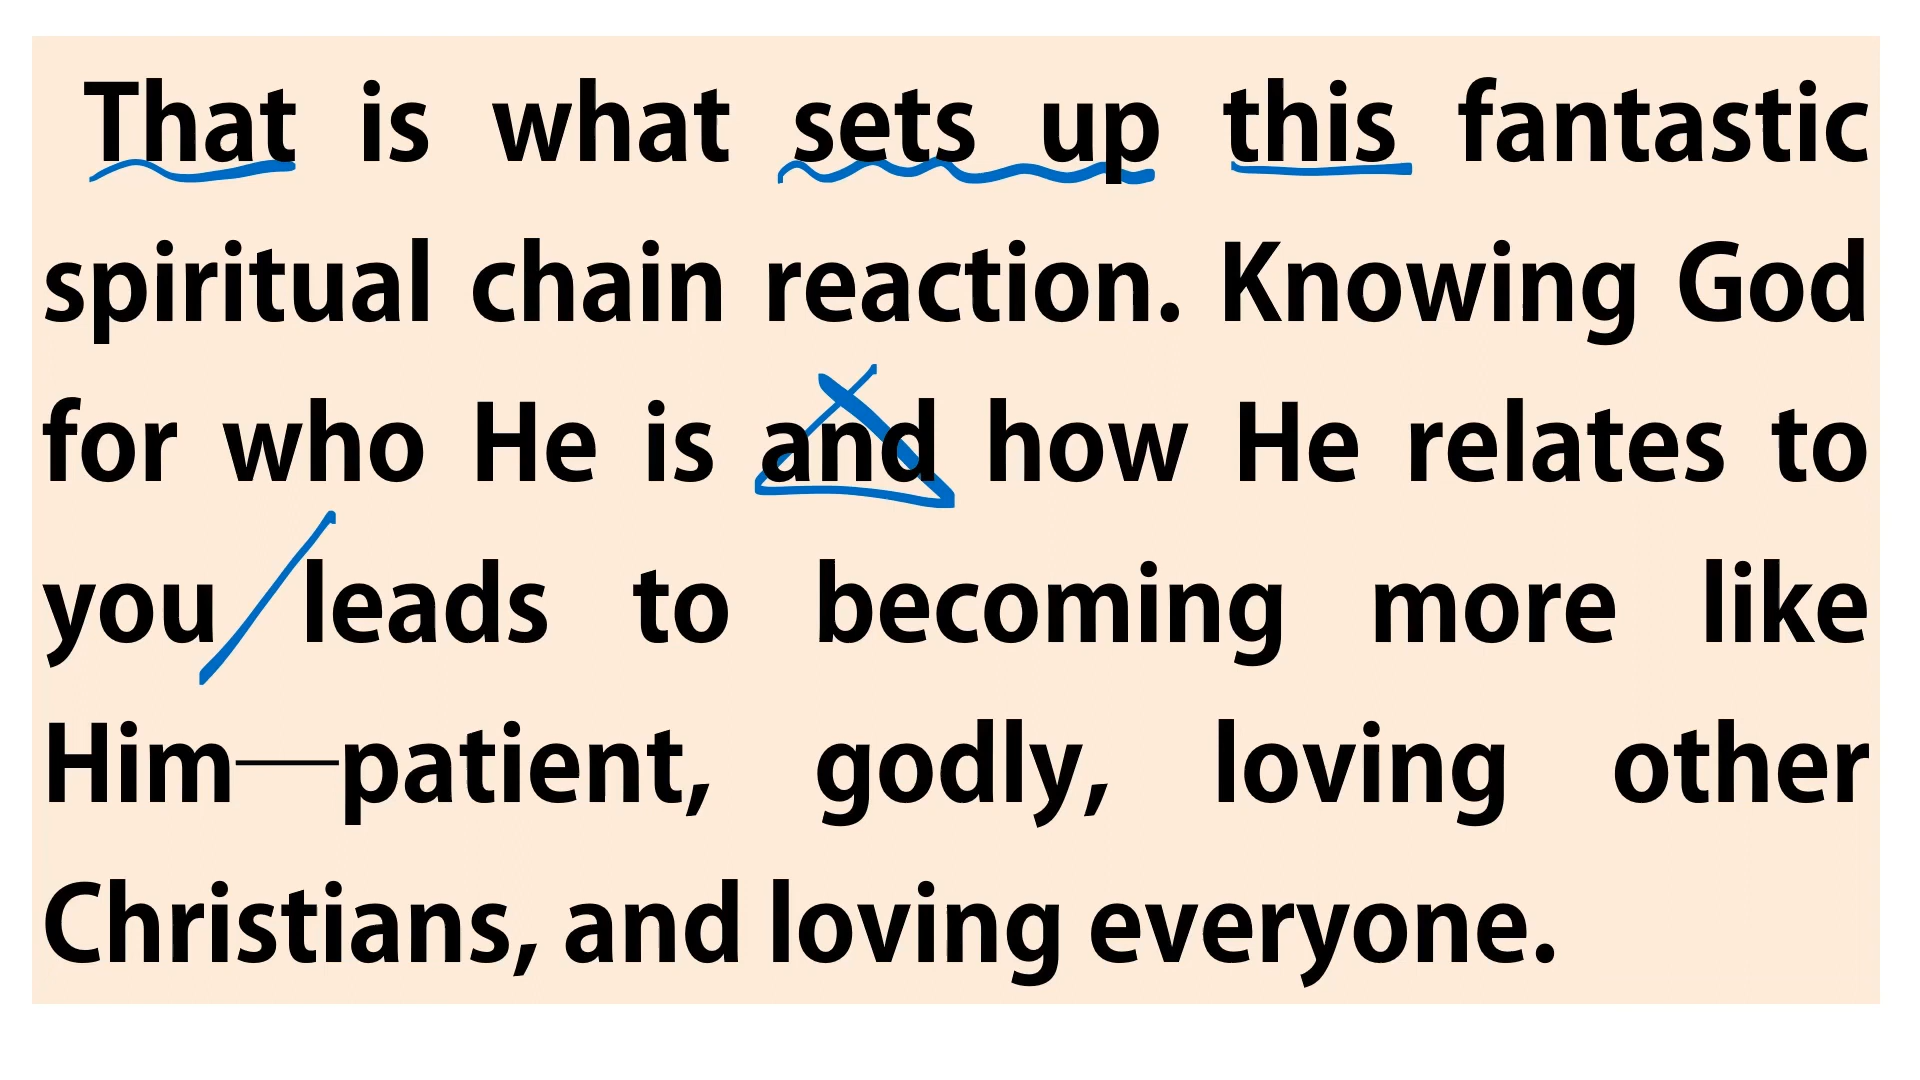 That is what sets up this fantastic
spiritual chain reaction. Knowing God
for who He is and how He relates to
you leads to becoming more like
Him—patient, godly, loving other
Christians, and loving everyone.